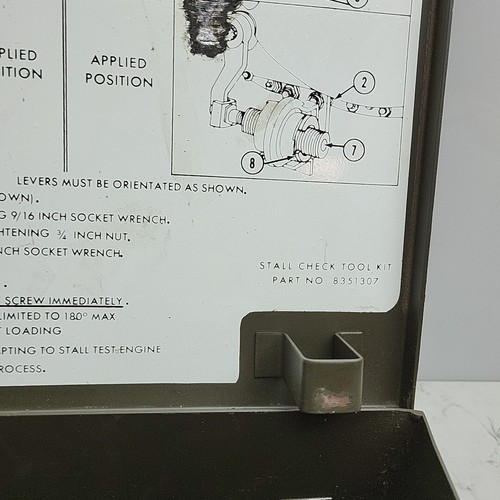 PLIED
ITION
APPLIED
POSITION
2
7
8
LEVERS MUST BE ORIENTATED AS SHOWN.
OWN).
G 9/16 INCH SOCKET WRENCH.
HTENING 3/4 INCH NUT.
NCH SOCKET WRENCH.
STALL CHECK TOOL KIT
PART NO 8351307
SCREW IMMEDIATELY.
LIMITED TO 180° MAX
T LOADING
APTING TO STALL TEST ENGINE
ROCESS.